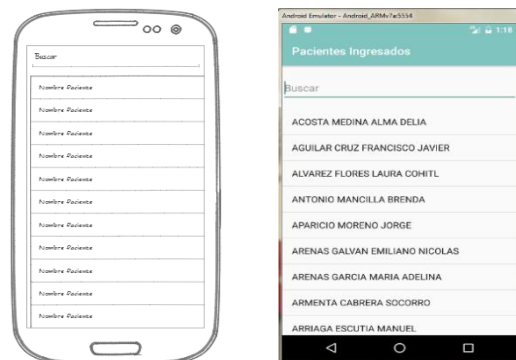 Buscar
Nombre Paciente
Nombre Paciente
Nombre Paciente
Nombre Paciente
Nombre Paciente
Nombre Paciente
Nombre Paciente
Nombre Paciente
Nombre Paciente
Nombre Paciente
Nombre Paciente
Android Emulator - Android_ARMv7a:5554
1:18
Pacientes Ingresados
Buscar
ACOSTA MEDINA ALMA DELIA
AGUILAR CRUZ FRANCISCO JAVIER
ALVAREZ FLORES LAURA COHITL
ANTONIO MANCILLA BRENDA
APARICIO MORENO JORGE
ARENAS GALVAN EMILIANO NICOLAS
ARENAS GARCIA MARIA ADELINA
ARMENTA CABRERA SOCORRO
ARRIAGA ESCUTIA MANUEL